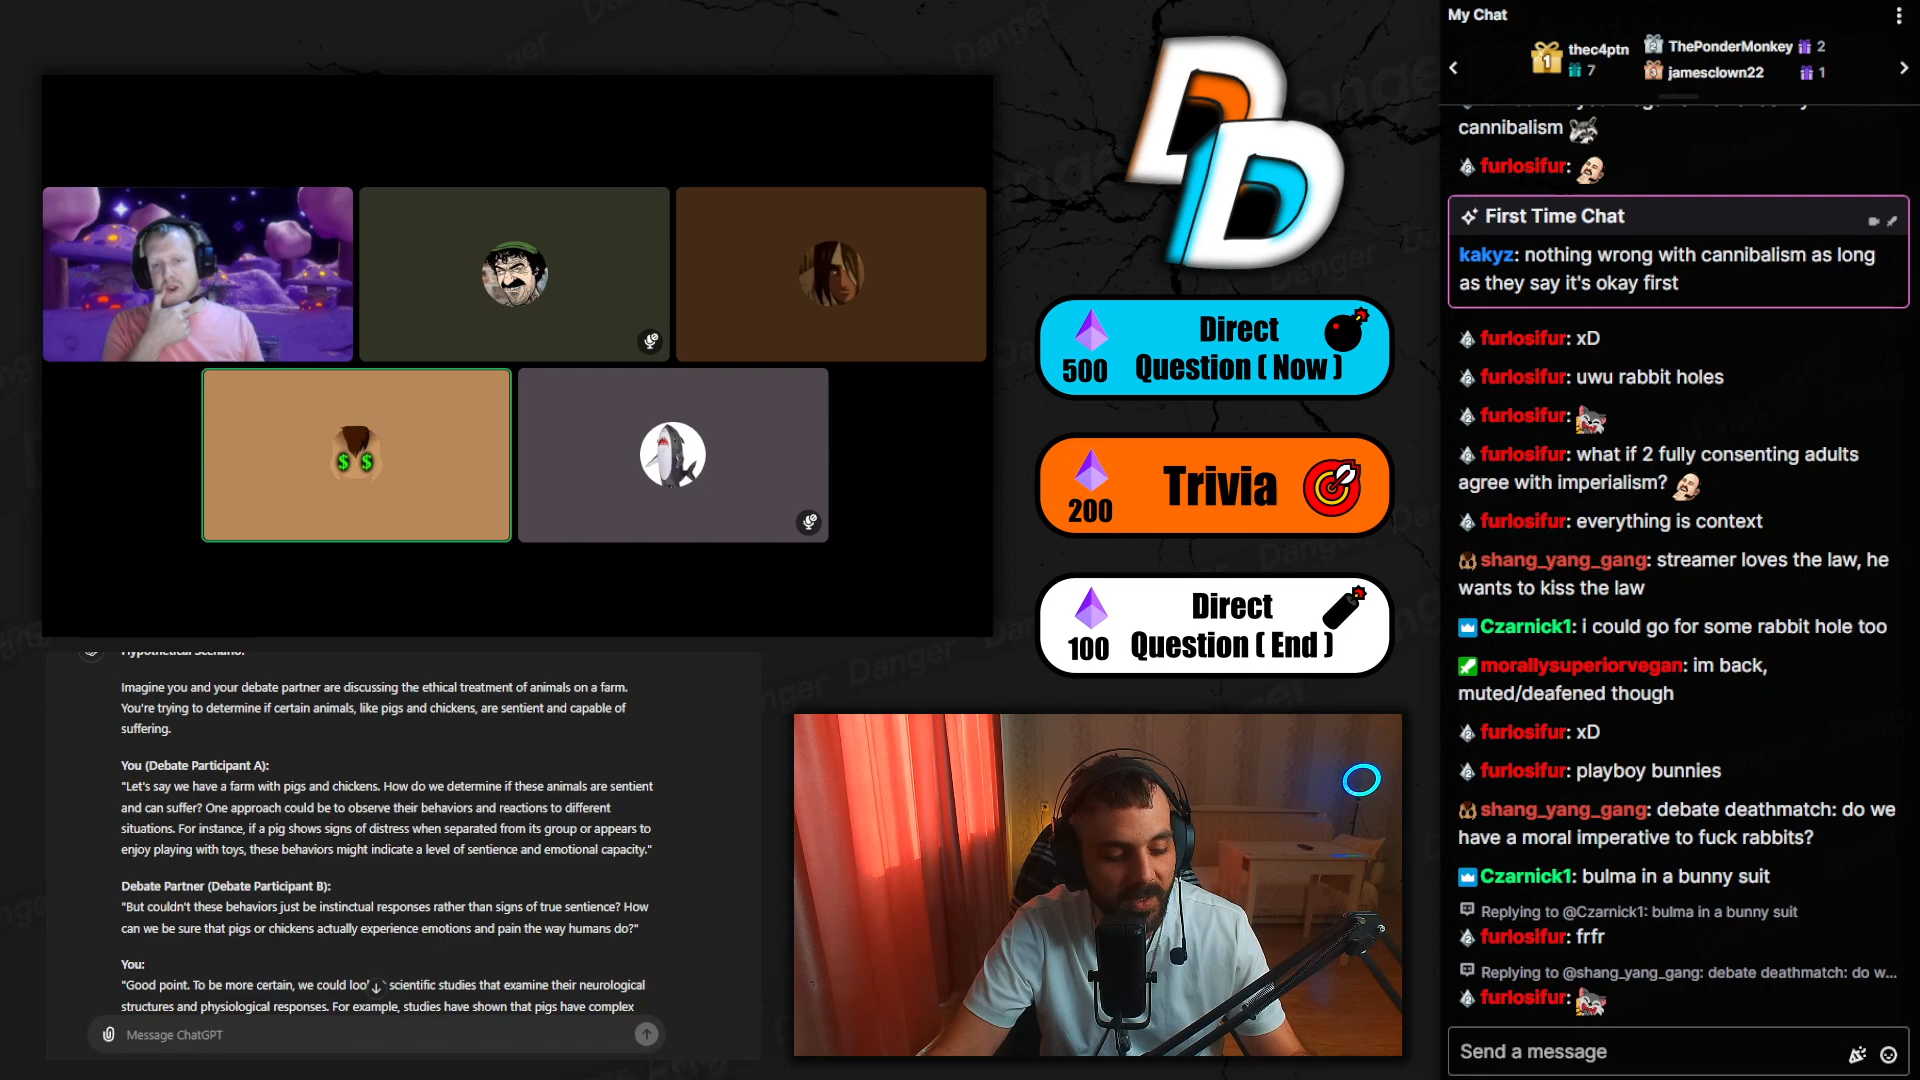 My Chat
thec4ptn
7
ThePonderMonkey 2
jamesclown22 1
cannibalism
furlosifur:
First Time Chat
kakyz: nothing wrong with cannibalism as long
as they say it's okay first
furlosifur: xD
furlosifur: uwu rabbit holes
furlosifur:
furlosifur: what if 2 fully consenting adults
agree with imperialism?
furlosifur: everything is context
shang_yang_gang: streamer loves the law, he
wants to kiss the law
Czarnick1: i could go for some rabbit hole too
morallysuperiorvegan: im back,
muted/deafened though
furlosifur: xD
furlosifur: playboy bunnies
shang_yang_gang: debate deathmatch: do we
have a moral imperative to fuck rabbits?
Czarnick1: bulma in a bunny suit
Replying to @Czarnick1: bulma in a bunny suit
furlosifur: frfr
Replying to @shang_yang_gang: debate deathmatch: do w...
furlosifur:
Send a message
DD
500
Direct
Question ( Now )
200
Trivia
100
Direct
Question ( End )
Hypothetical Scenario:
Imagine you and your debate partner are discussing the ethical treatment of animals on a farm.
You're trying to determine if certain animals, like pigs and chickens, are sentient and capable of
suffering.
You (Debate Participant A):
"Let's say we have a farm with pigs and chickens. How do we determine if these animals are sentient
and can suffer? One approach could be to observe their behaviors and reactions to different
situations. For instance, if a pig shows signs of distress when separated from its group or appears to
enjoy playing with toys, these behaviors might indicate a level of sentience and emotional capacity."
Debate Partner (Debate Participant B):
"But couldn't these behaviors just be instinctual responses rather than signs of true sentience? How
can we be sure that pigs or chickens actually experience emotions and pain the way humans do?"
You:
"Good point. To be more certain, we could loo scientific studies that examine their neurological
structures and physiological responses. For example, studies have shown that pigs have complex
Message ChatGPT